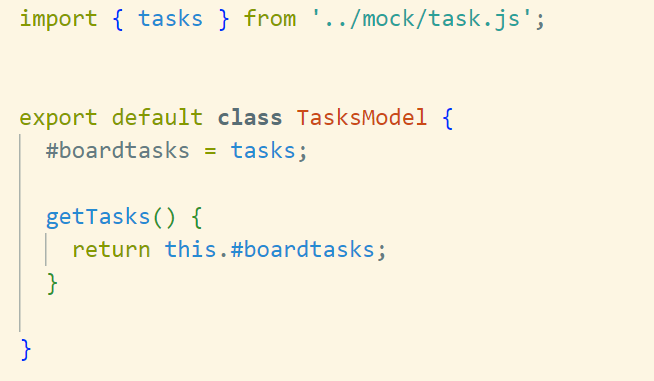 import { tasks } from '../mock/task.js';
export default class TasksModel {
#boardtasks = tasks;
getTasks() {
return this.#boardtasks;
}
}